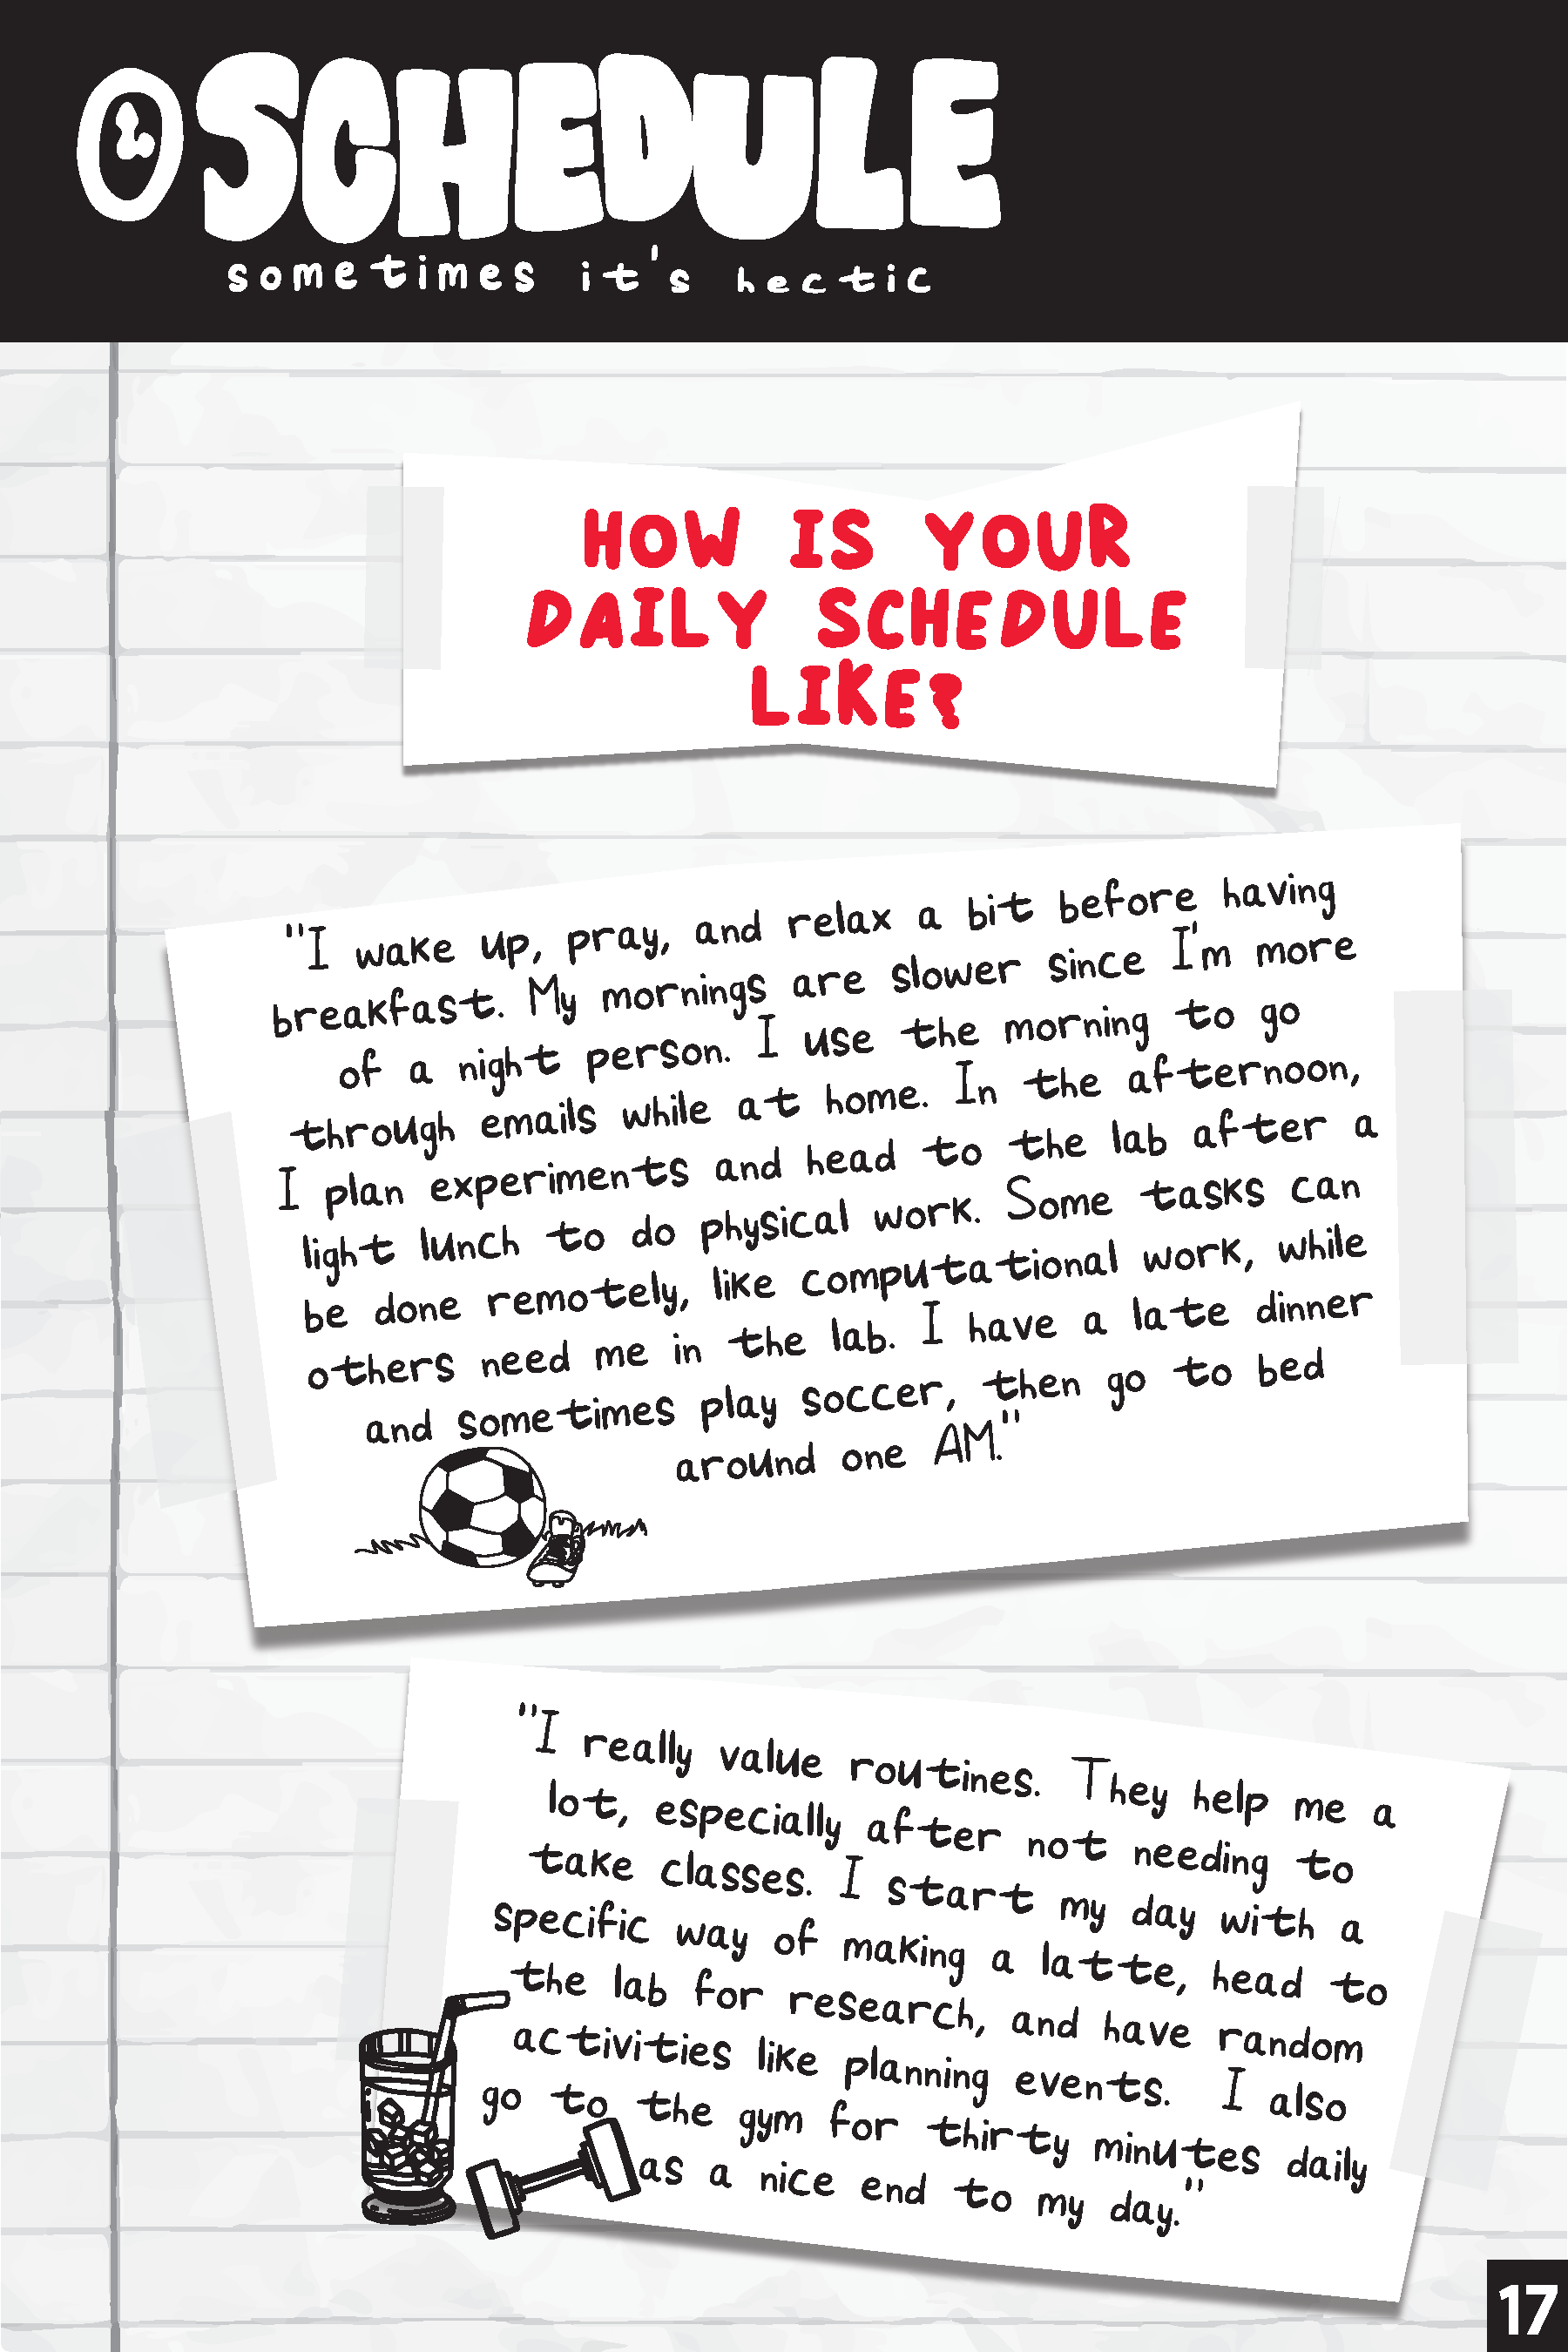 SCHEDULE
sometimes it's hectic
HOW IS YOUR
DAILY SCHEDULE
LIKE?
"I wake up, pray, and relax a bit before having
breakfast. My mornings are slower since I'm more
of a night person. I use the morning to go
through emails while at home. In the afternoon,
I plan experiments and head to the lab after a
light lunch to do physical work. Some tasks can
be done remotely, like computational work, while
others need me in the lab. I have a late dinner
and sometimes play soccer, then go to bed
around one AM."
"I really value routines. They help me a
lot, especially after not needing to
take classes. I start my day with a
specific way of making a latte, head to
the lab for research, and have random
activities like planning events. I also
go to the gym for thirty minutes daily
as a nice end to my day."
17